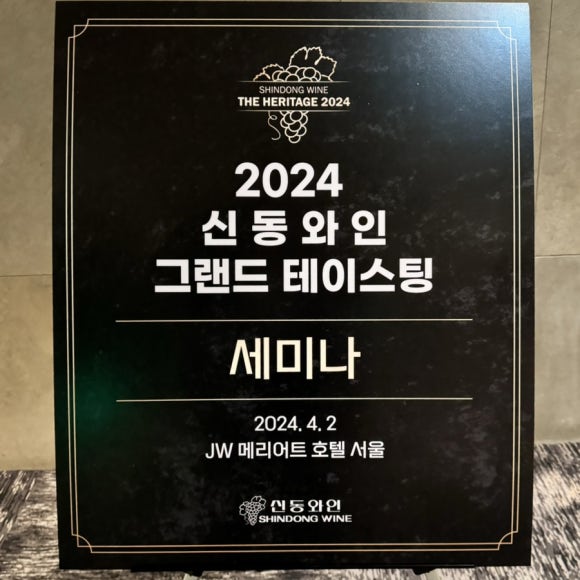 SHINDONG WINE
THE HERITAGE 2024
2024
신동와인
그랜드 테이스팅
세미나
2024. 4. 2
JW 메리어트 호텔 서울
신동와인
SHINDONG WINE